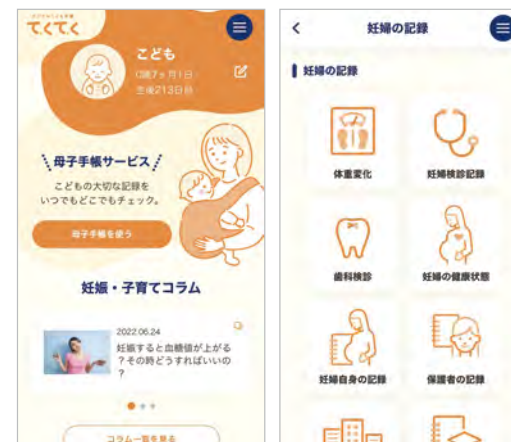 てくてく
こども
0歳7ヶ月1日
生後213日目
母子手帳サービス
こどもの大切な記録を
いつでもどこでもチェック。
母子手帳を使う
妊娠・子育てコラム
2022.06.24
妊娠すると血糖値が上がる
?その時どうすればいいの
?
コラム一覧を見る
妊婦の記録
妊婦の記録
体重変化
妊婦検診記録
歯科検診
妊婦の健康状態
妊婦自身の記録
保護者の記録